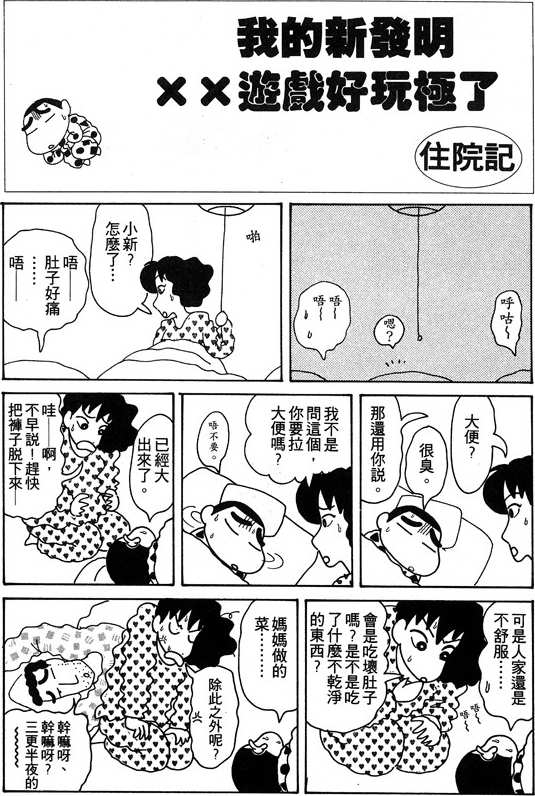 我的新發明
××遊戲好玩極了
住院記
呼咕~
嗯?
唔~
唔~
啪
小新?
怎麼了…
唔——
肚子好痛
……
唔——
大便?
很臭。
那還用你說。
我不是
問這個,
你要拉
大便嗎?
唔不要。
已經大
出來了。
哇——啊,
不早說!趕快
把褲子脫下來——
可是人家還是
不舒服……
唔~
唔~
會是吃壞肚子
嗎?是不是吃
了什麼不乾淨
的東西?
媽媽做的
菜……
除此之外呢?
幹嘛呀、
幹嘛呀?
三更半夜的